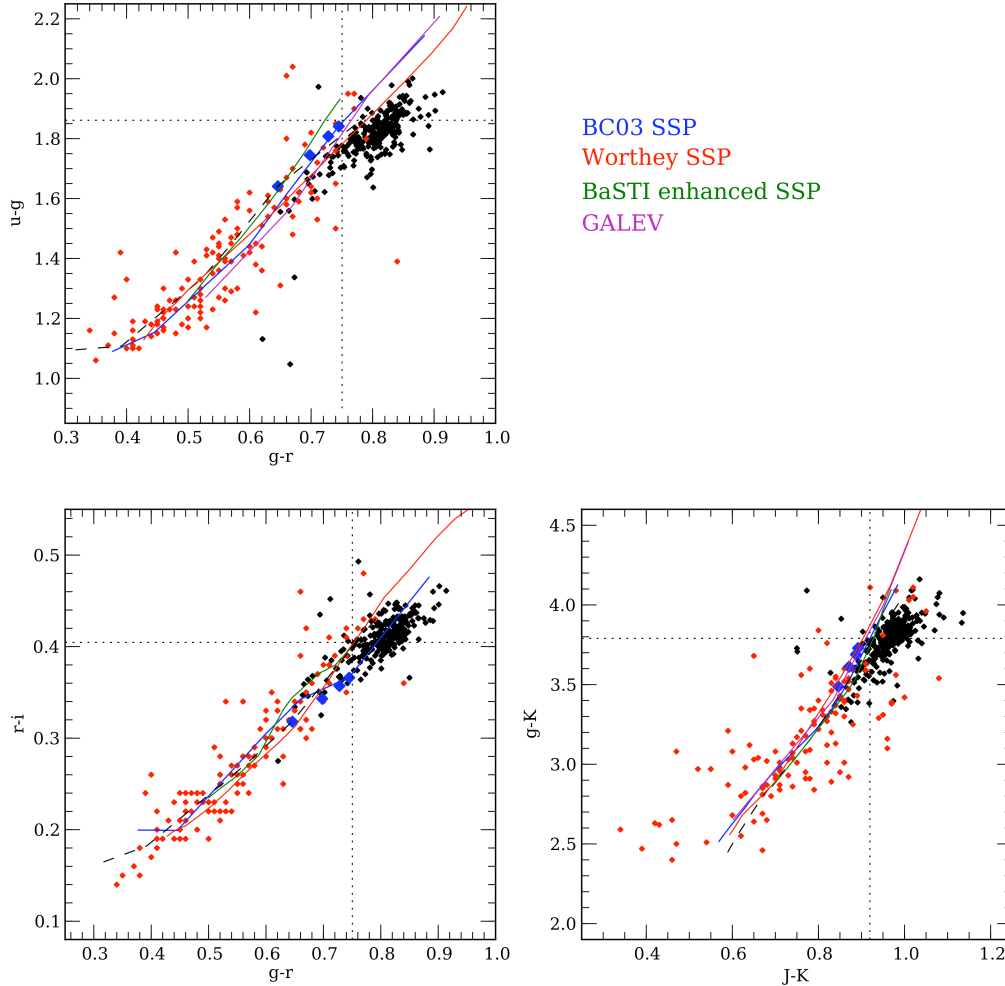 2.2
2.0
1.8
1.6
1.4
1.2
1.0
u-g
0.3 0.4 0.5 0.6 0.7 0.8 0.9 1.0
g-r
BC03 SSP
Worthey SSP
BaSTI enhanced SSP
GALEV
0.5
0.4
0.3
0.2
0.1
r-i
0.3 0.4 0.5 0.6 0.7 0.8 0.9 1.0
g-r
4.5
4.0
3.5
3.0
2.5
2.0
g-K
0.4 0.6 0.8 1.0 1.2
J-K